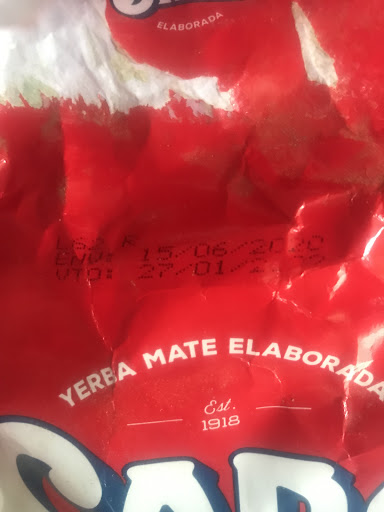 ELABORADA
ENV: 15/06/2020
VTO: 27/01/
YERBA MATE ELABORADA
Est.
1918